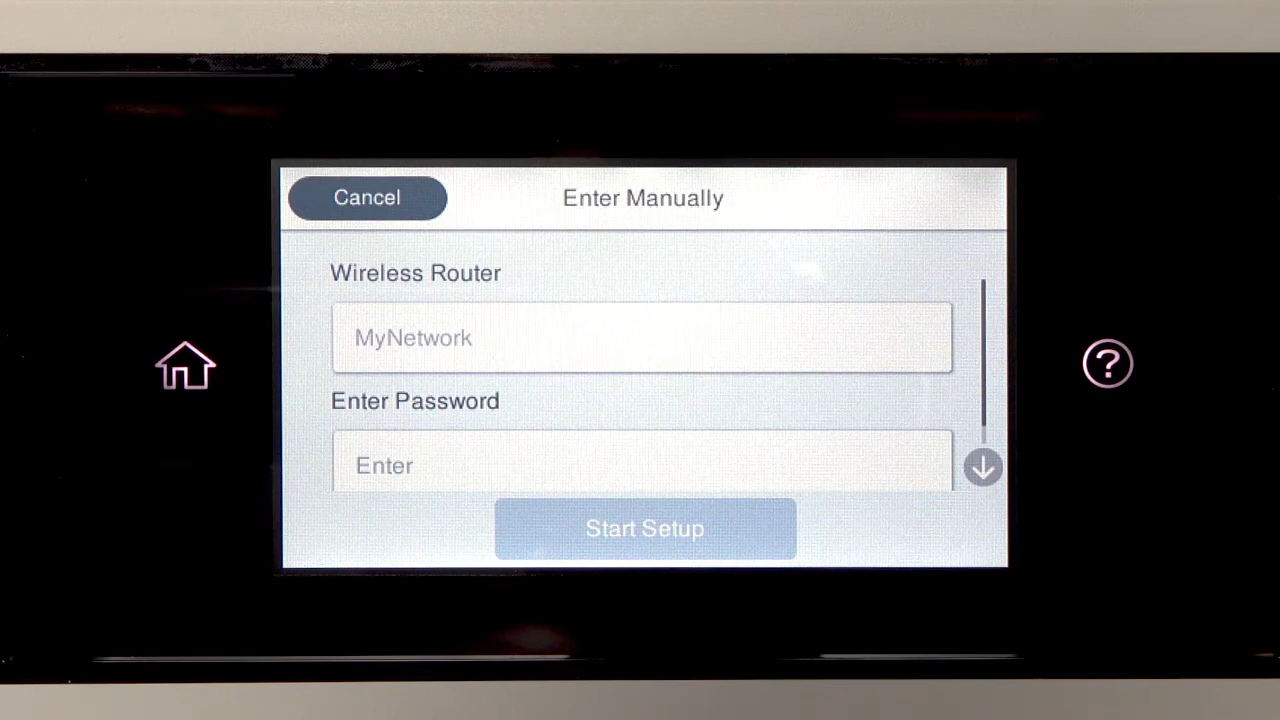 Cancel
Enter Manually
Wireless Router
MyNetwork
Enter Password
Enter
Start Setup
?